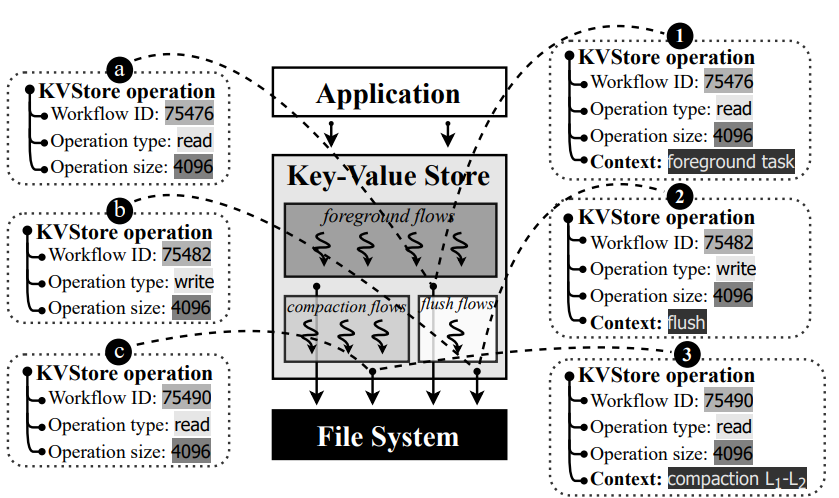 a
KVStore operation
Workflow ID: 75476
Operation type: read
Operation size: 4096
b
KVStore operation
Workflow ID: 75482
Operation type: write
Operation size: 4096
c
KVStore operation
Workflow ID: 75490
Operation type: read
Operation size: 4096
Application
Key-Value Store
foreground flows
compaction flows
flush flows
File System
1
KVStore operation
Workflow ID: 75476
Operation type: read
Operation size: 4096
Context: foreground task
2
KVStore operation
Workflow ID: 75482
Operation type: write
Operation size: 4096
Context: flush
3
KVStore operation
Workflow ID: 75490
Operation type: read
Operation size: 4096
Context: compaction L₁-L₂